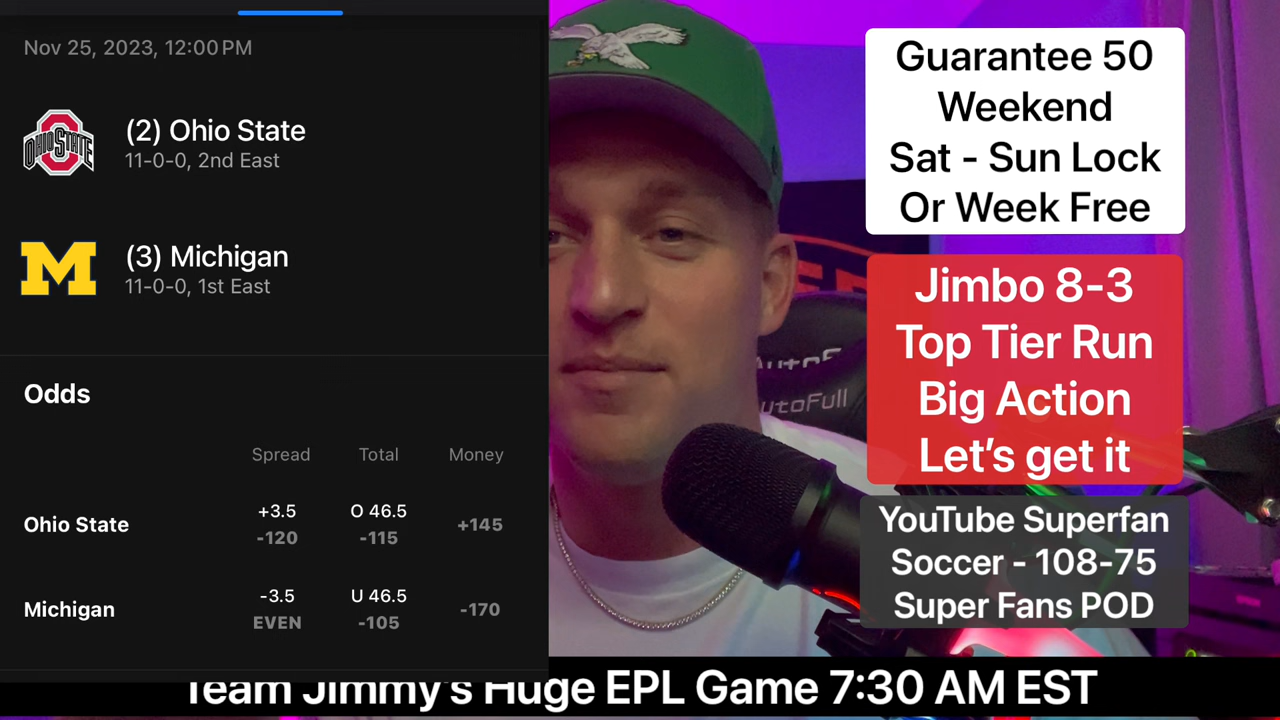 Nov 25, 2023, 12:00 PM
OHIO STATE
(2) Ohio State
11-0-0, 2nd East
M
(3) Michigan
11-0-0, 1st East
Odds
Spread Total Money
Ohio State +3.5 -120 O 46.5 -115 +145
Michigan -3.5 EVEN U 46.5 -105 -170
AutoFull
Guarantee 50
Weekend
Sat - Sun Lock
Or Week Free
Jimbo 8-3
Top Tier Run
Big Action
Let's get it
YouTube Superfan
Soccer - 108-75
Super Fans POD
Team Jimmy's Huge EPL Game 7:30 AM EST